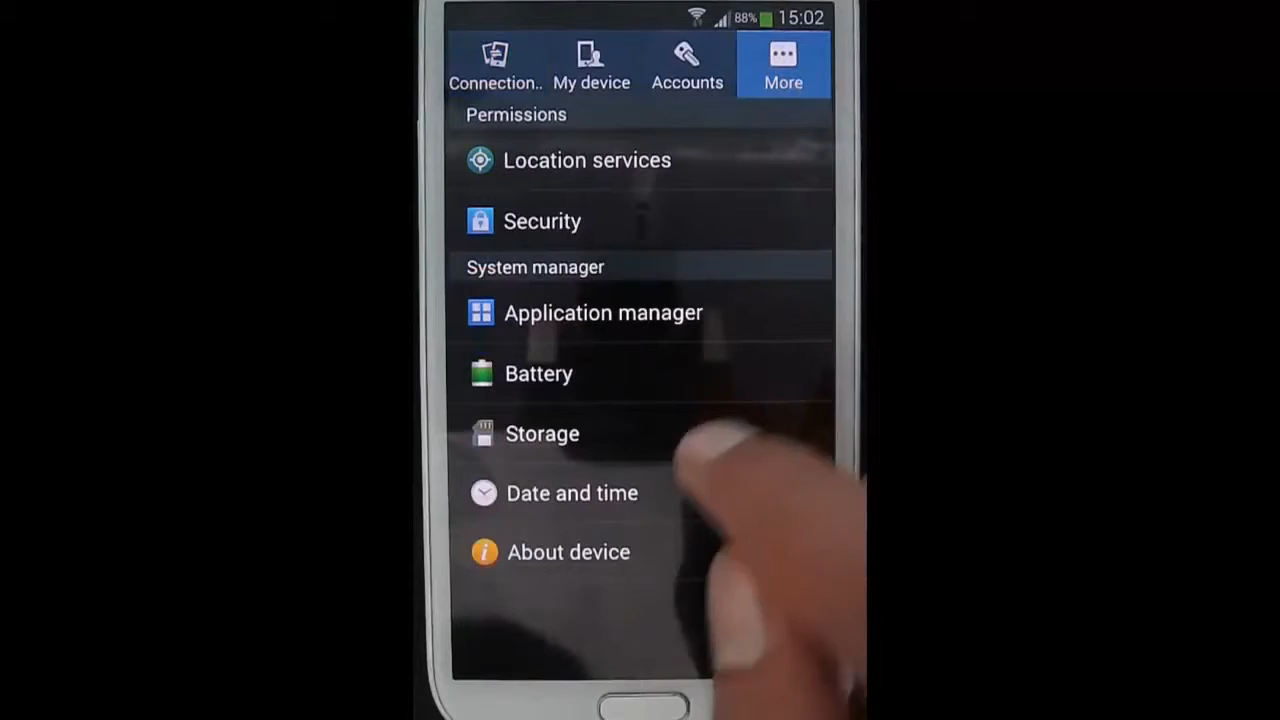 88% 15:02
Connection.. My device Accounts More
Permissions
Location services
Security
System manager
Application manager
Battery
Storage
Date and time
About device